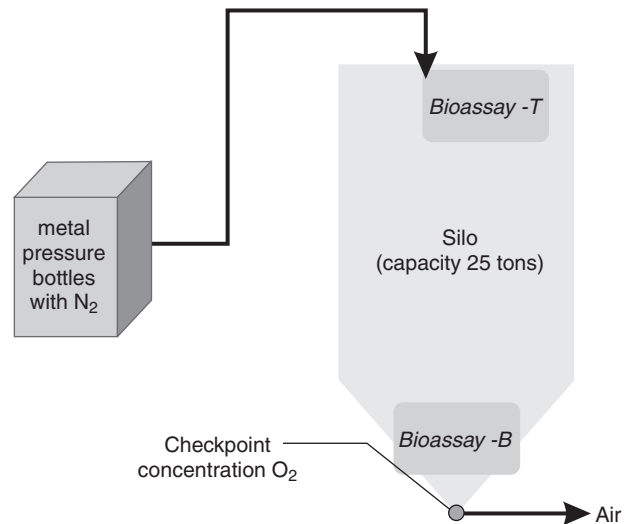 Bioassay -T
metal
pressure
bottles
with N₂
Silo
(capacity 25 tons)
Bioassay -B
Checkpoint
concentration O₂
Air